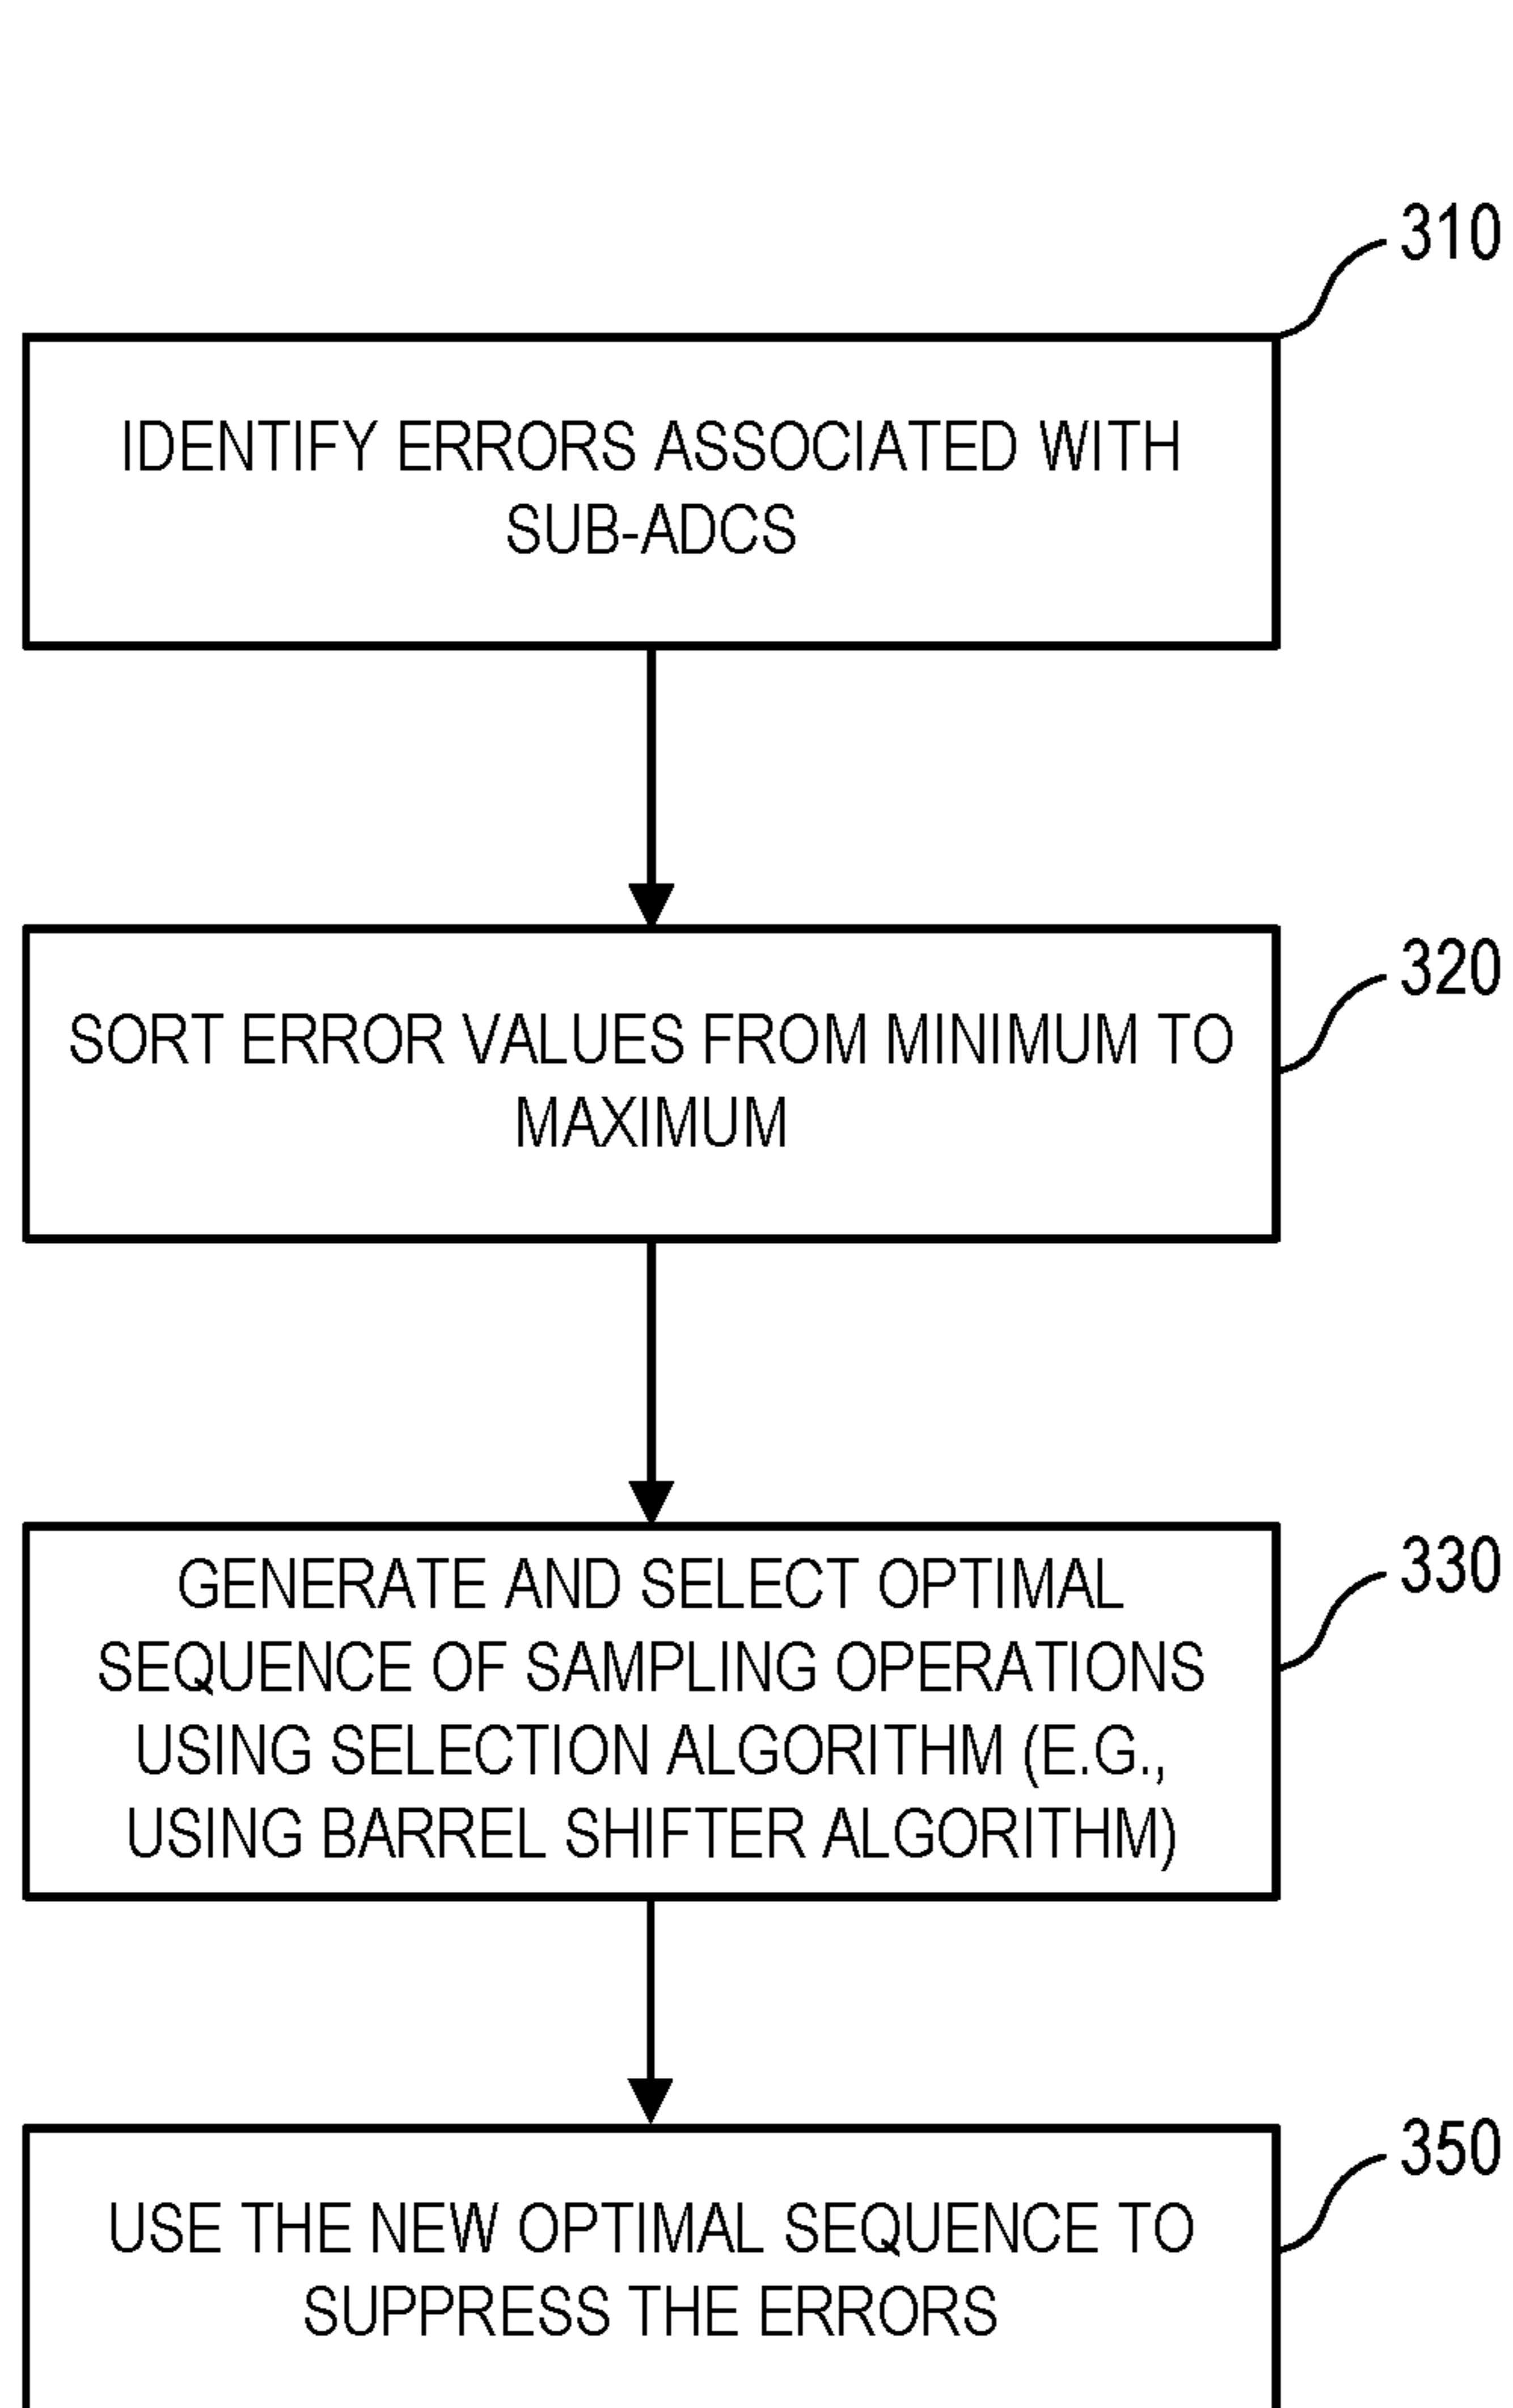 310
IDENTIFY ERRORS ASSOCIATED WITH
SUB-ADCS
320
SORT ERROR VALUES FROM MINIMUM TO
MAXIMUM
330
GENERATE AND SELECT OPTIMAL
SEQUENCE OF SAMPLING OPERATIONS
USING SELECTION ALGORITHM (E.G.,
USING BARREL SHIFTER ALGORITHM)
350
USE THE NEW OPTIMAL SEQUENCE TO
SUPPRESS THE ERRORS